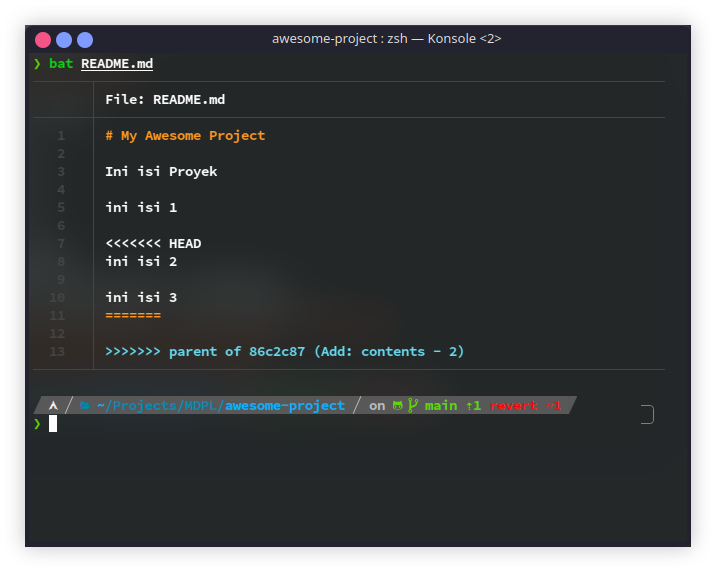 awesome-project : zsh — Konsole <2>
❯ bat README.md
File: README.md
1 # My Awesome Project
2
3 Ini isi Proyek
4
5 ini isi 1
6
7 <<<<<<< HEAD
8 ini isi 2
9
10 ini isi 3
11 =======
12
13 >>>>>>> parent of 86c2c87 (Add: contents - 2)
~/Projects/MDPL/awesome-project on main ⇡1 revert ~1
❯